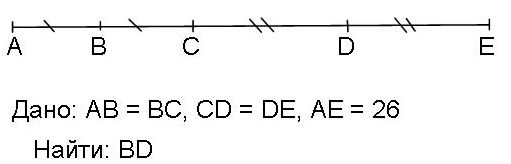 A B C D E
Дано: AB = BC, CD = DE, AE = 26
Найти: BD